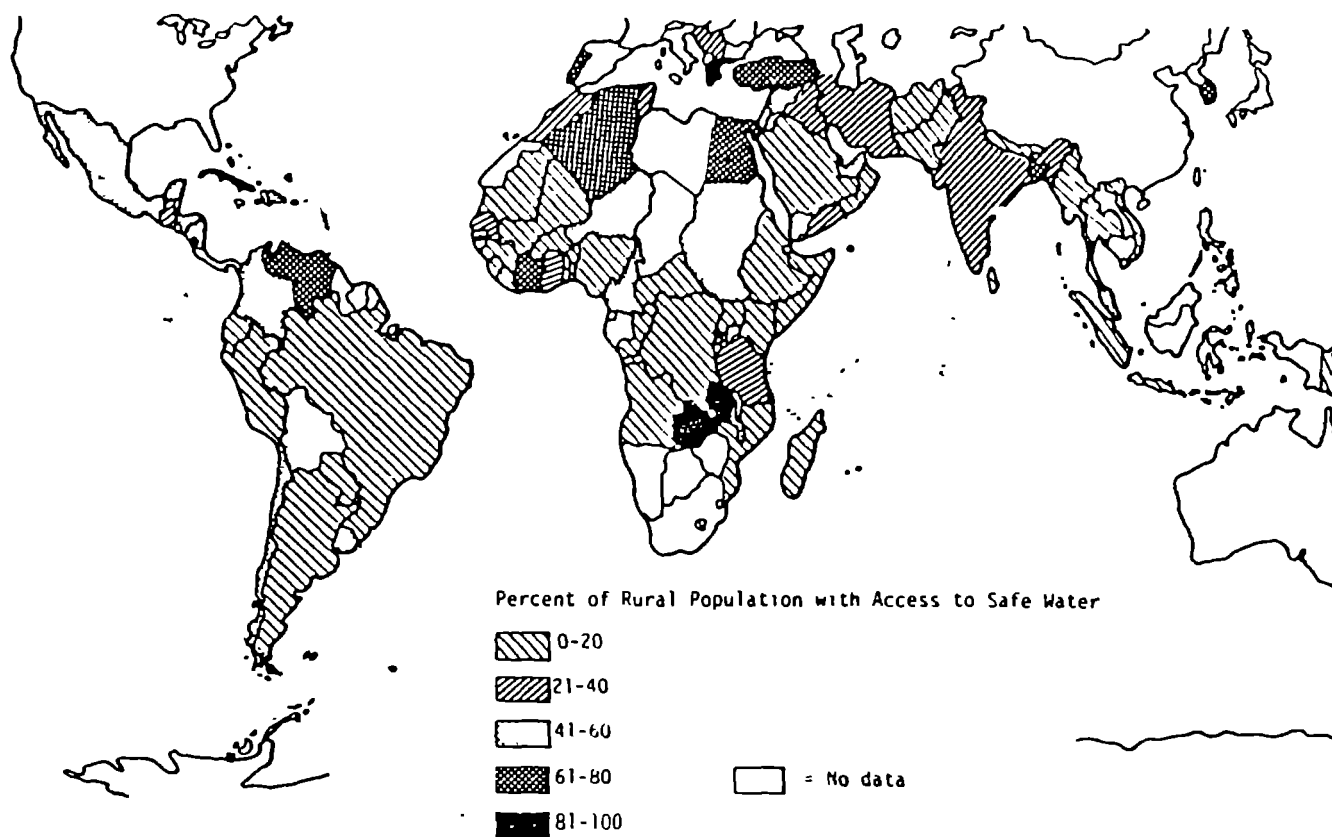 Percent of Rural Population with Access to Safe Water
0-20
21-40
41-60
61-80
= No data
81-100